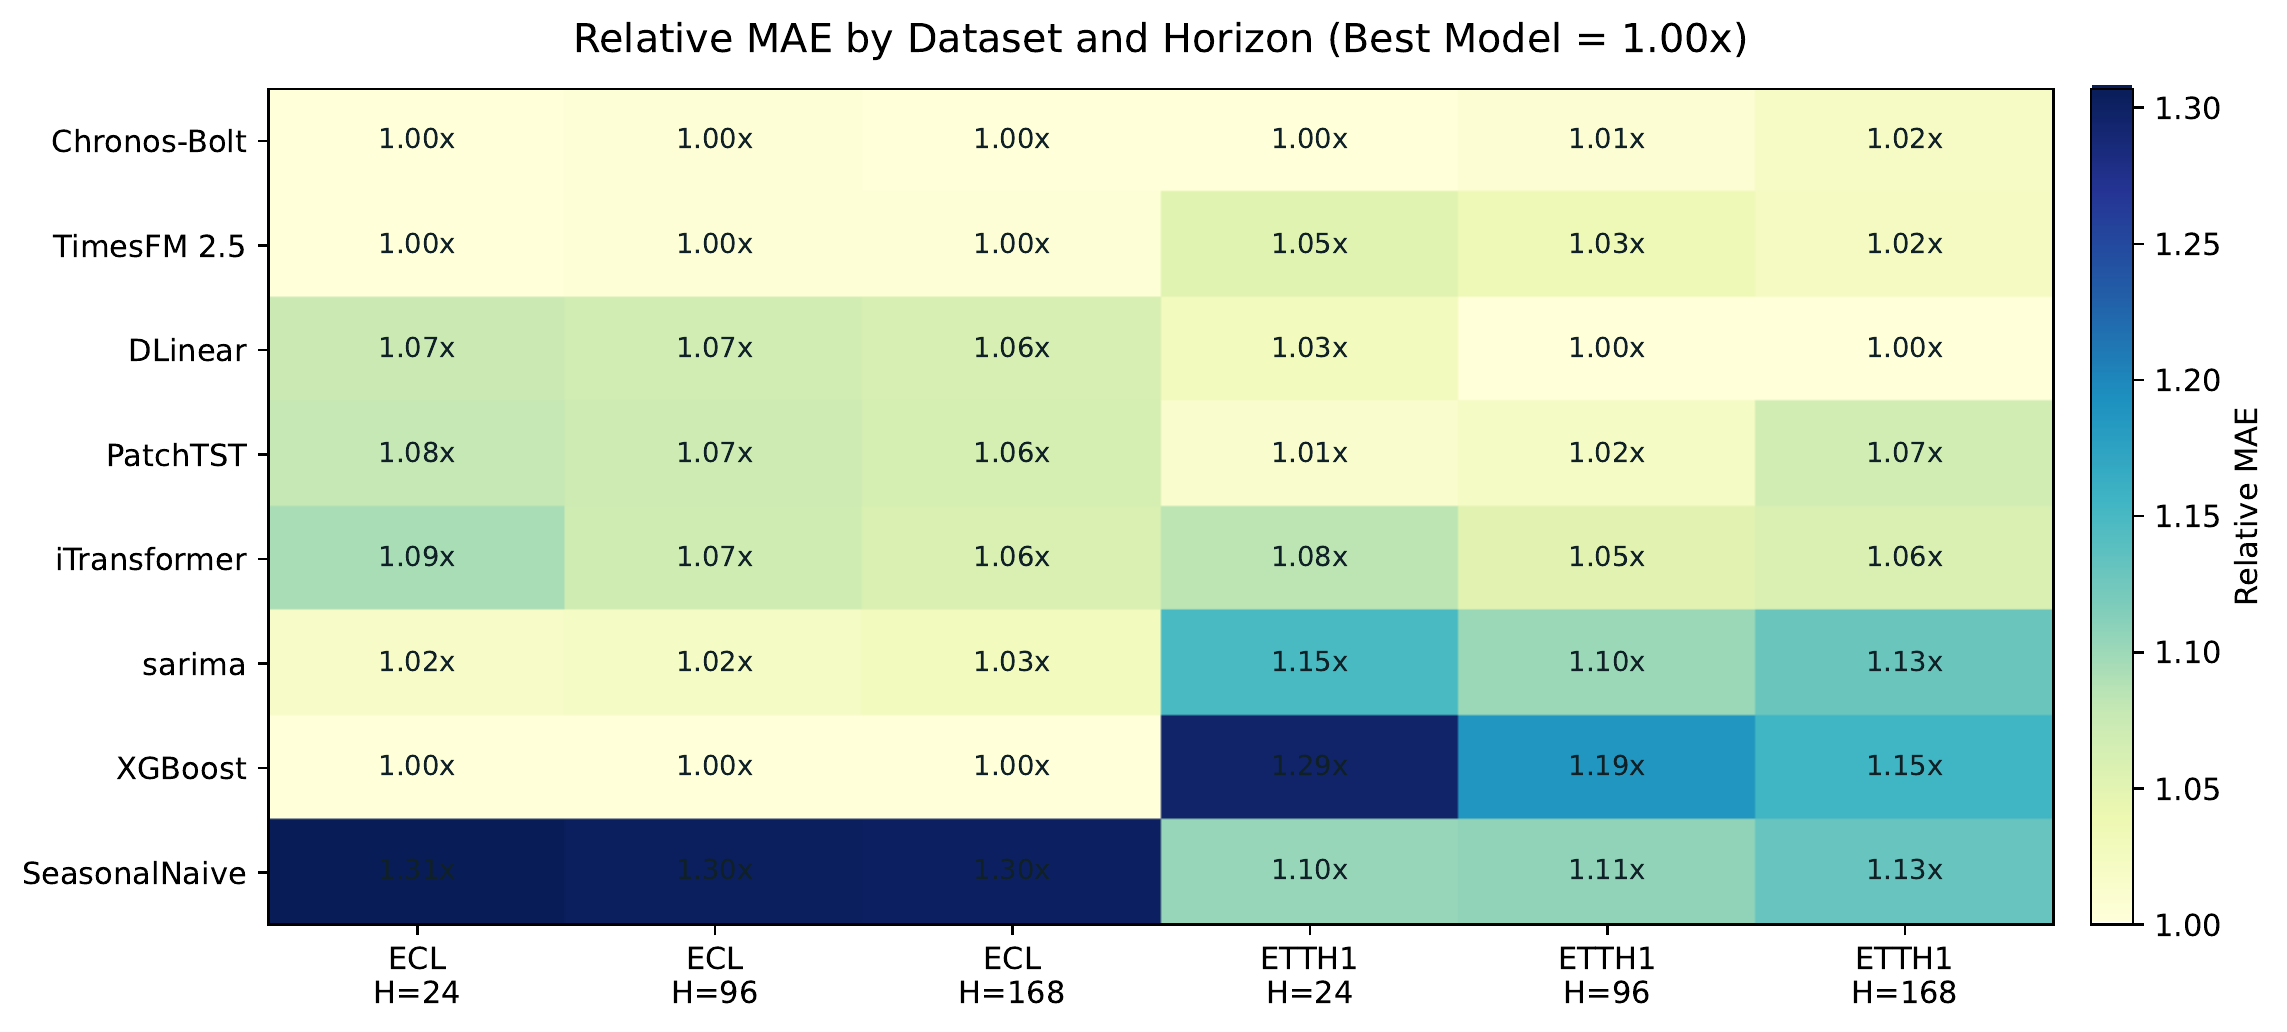 Relative MAE by Dataset and Horizon (Best Model = 1.00x)
Chronos-Bolt 1.00x 1.00x 1.00x 1.00x 1.01x 1.02x
TimesFM 2.5 1.00x 1.00x 1.00x 1.05x 1.03x 1.02x
DLinear 1.07x 1.07x 1.06x 1.03x 1.00x 1.00x
PatchTST 1.08x 1.07x 1.06x 1.01x 1.02x 1.07x
iTransformer 1.09x 1.07x 1.06x 1.08x 1.05x 1.06x
sarima 1.02x 1.02x 1.03x 1.15x 1.10x 1.13x
XGBoost 1.00x 1.00x 1.00x 1.29x 1.19x 1.15x
SeasonalNaive 1.31x 1.30x 1.30x 1.10x 1.11x 1.13x
ECL ECL ECL ETTH1 ETTH1 ETTH1
H=24 H=96 H=168 H=24 H=96 H=168
1.30
1.25
1.20
1.15
1.10
1.05
1.00
Relative MAE